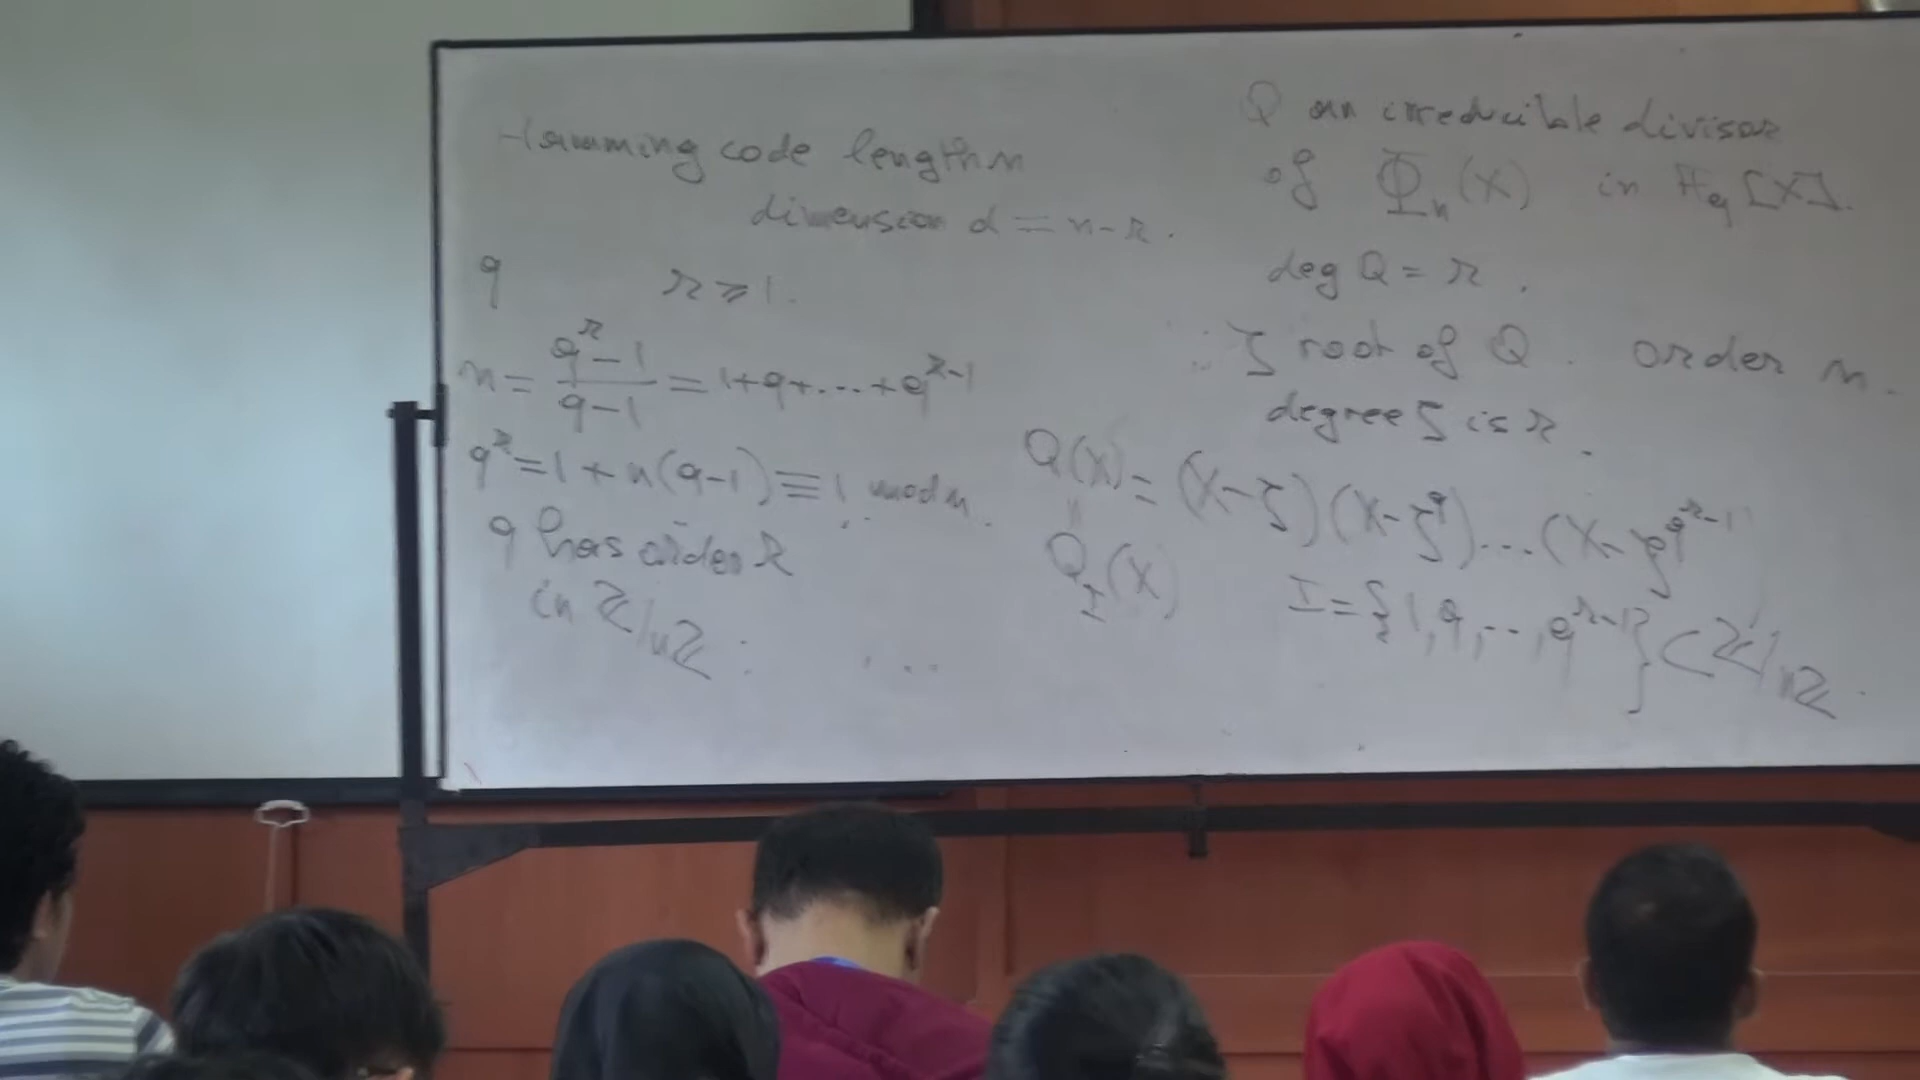 Hamming code length n
dimension d = n - r.
q r ⩾ 1.
n = \frac{q^r - 1}{q - 1} = 1 + q + ... + q^{r-1}
q^r = 1 + n(q-1) ≡ 1 mod n.
q has order r
in ℤ/nℤ : ...
Q an irreducible divisor
of Φ_n(X) in F_q[X].
deg Q = r.
ζ root of Q. order n.
degree ζ is r.
Q(X) = (X-ζ)(X-ζ^q)...(X-ζ^{q^{r-1}})
=
Q_I(X)
I = {1, q, .., q^{r-1}} ⊂ ℤ/nℤ.